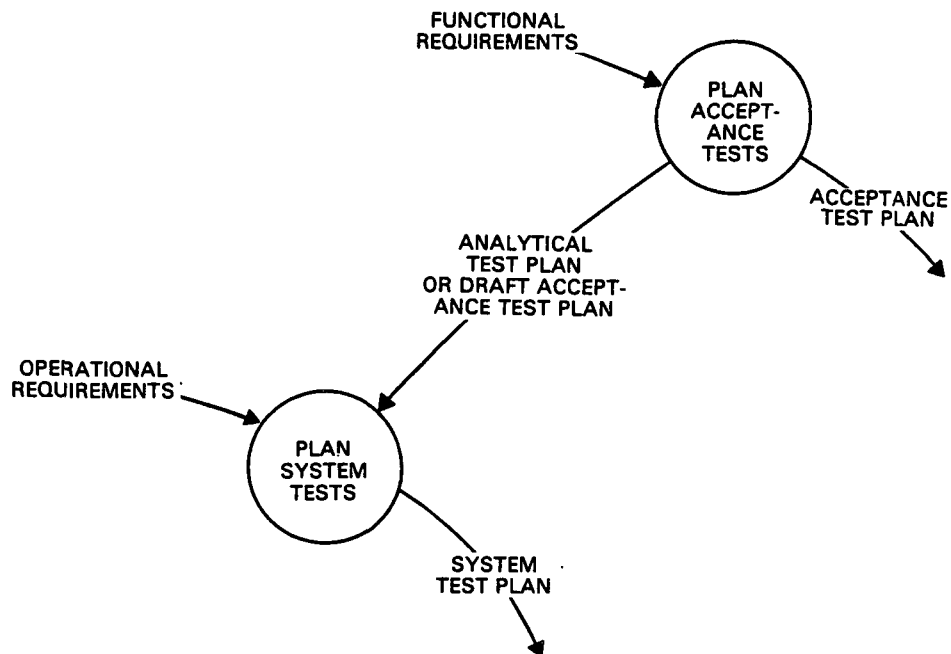 FUNCTIONAL
REQUIREMENTS
PLAN
ACCEPT-
ANCE
TESTS
ACCEPTANCE
TEST PLAN
ANALYTICAL
TEST PLAN
OR DRAFT ACCEPT-
ANCE TEST PLAN
OPERATIONAL
REQUIREMENTS
PLAN
SYSTEM
TESTS
SYSTEM
TEST PLAN